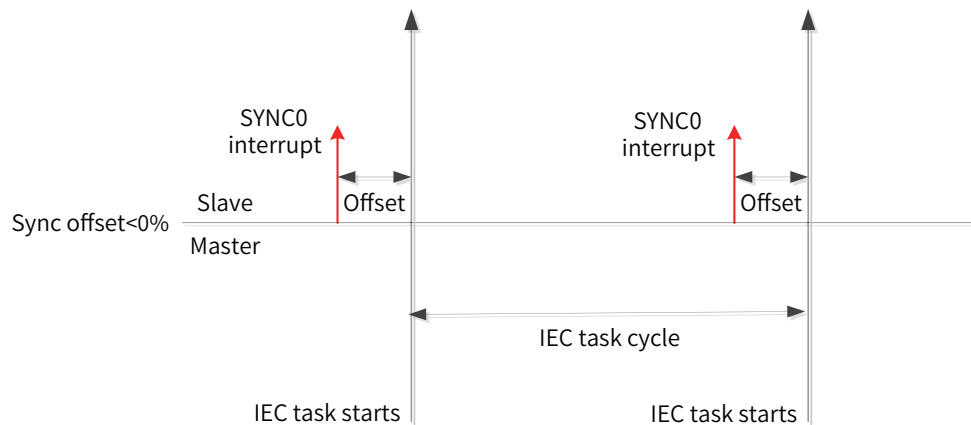 SYNC0
interrupt
SYNC0
interrupt
Slave
Offset
Offset
Sync offset<0%
Master
IEC task cycle
IEC task starts
IEC task starts